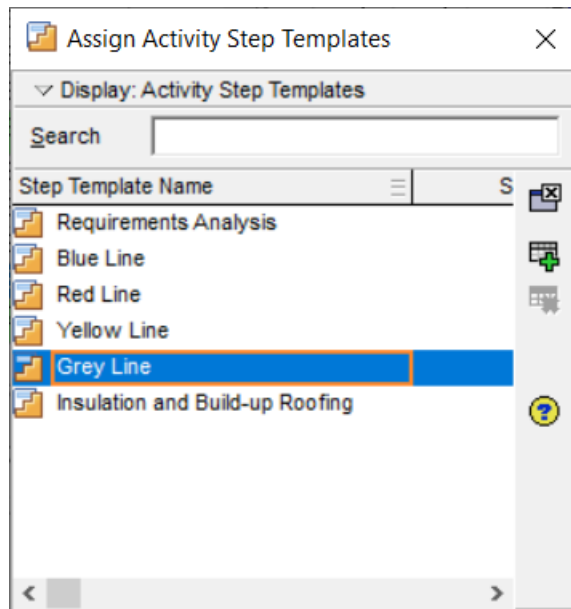 Assign Activity Step Templates
Display: Activity Step Templates
Search
Step Template Name S
Requirements Analysis
Blue Line
Red Line
Yellow Line
Grey Line
Insulation and Build-up Roofing